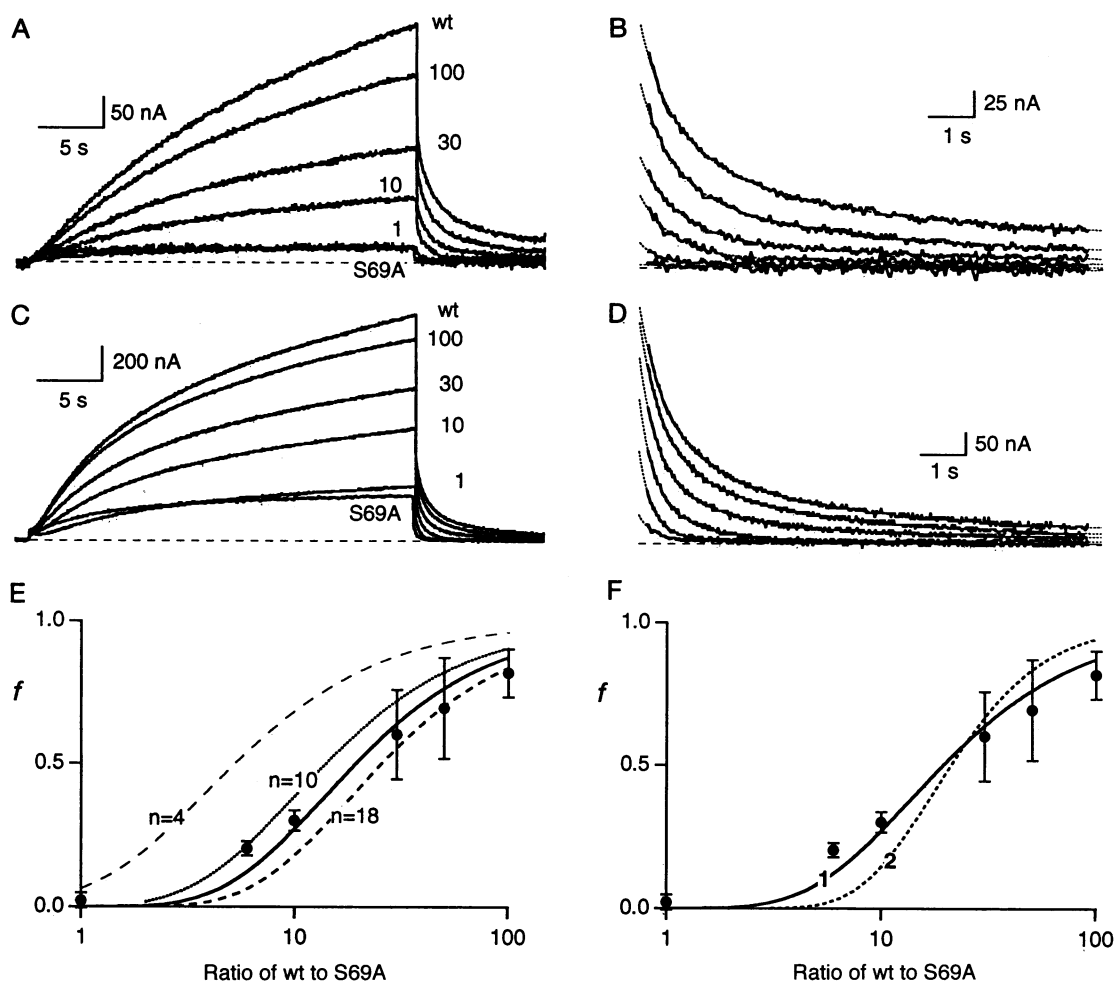 A
wt
100
30
10
1
S69A
50 nA
5 s
B
25 nA
1 s
C
wt
100
30
10
1
S69A
200 nA
5 s
D
50 nA
1 s
E
1.0
f
0.5
0.0
n=4
n=10
n=18
1
10
100
Ratio of wt to S69A
F
1.0
f
0.5
0.0
1
2
1
10
100
Ratio of wt to S69A